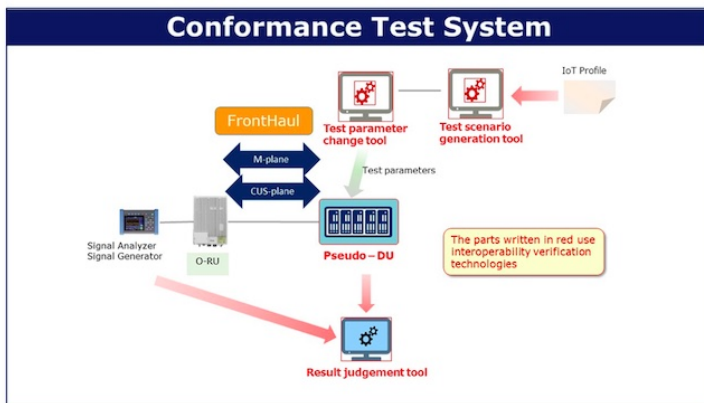 Conformance Test System
IoT Profile
FrontHaul
Test parameter
change tool
Test scenario
generation tool
M-plane
Test parameters
CUS-plane
Signal Analyzer
Signal Generator
O-RU
Pseudo－DU
The parts written in red use
interoperability verification
technologies
Result judgement tool